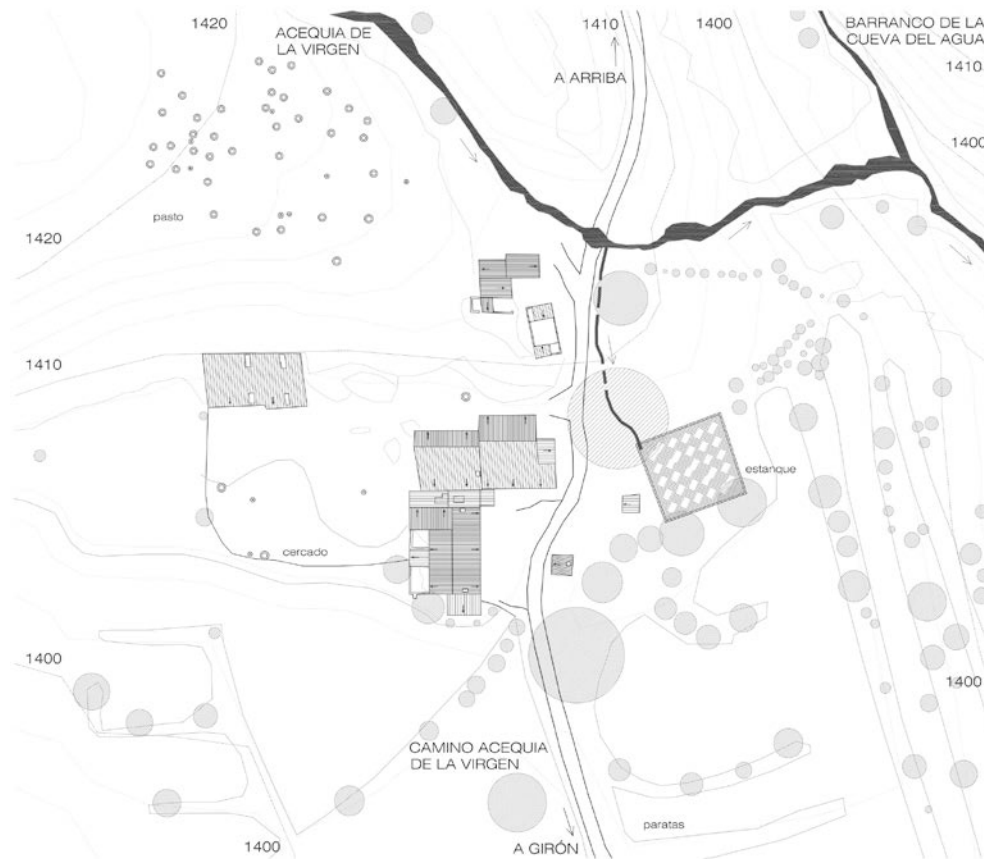 1420
1410
1400
ACEQUIA DE
LA VIRGEN
BARRANCO DE LA
CUEVA DEL AGUA
1410
A ARRIBA
1400
pasto
1420
1410
estanque
cercado
1400
1400
CAMINO ACEQUIA
DE LA VIRGEN
paratas
1400
A GIRÓN